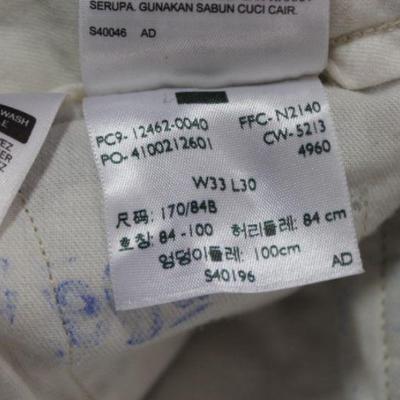 SERUPA. GUNAKAN SABUN CUCI CAIR.
S40046 AD
WASH
PC9- 12462-0040 FFC- N2140
PO- 4100212601 CW- 5213
4960
W33 L30
尺码: 170/84B
호칭: 84 -100 허리둘레: 84 cm
엉덩이둘레: 100cm
S40196 AD